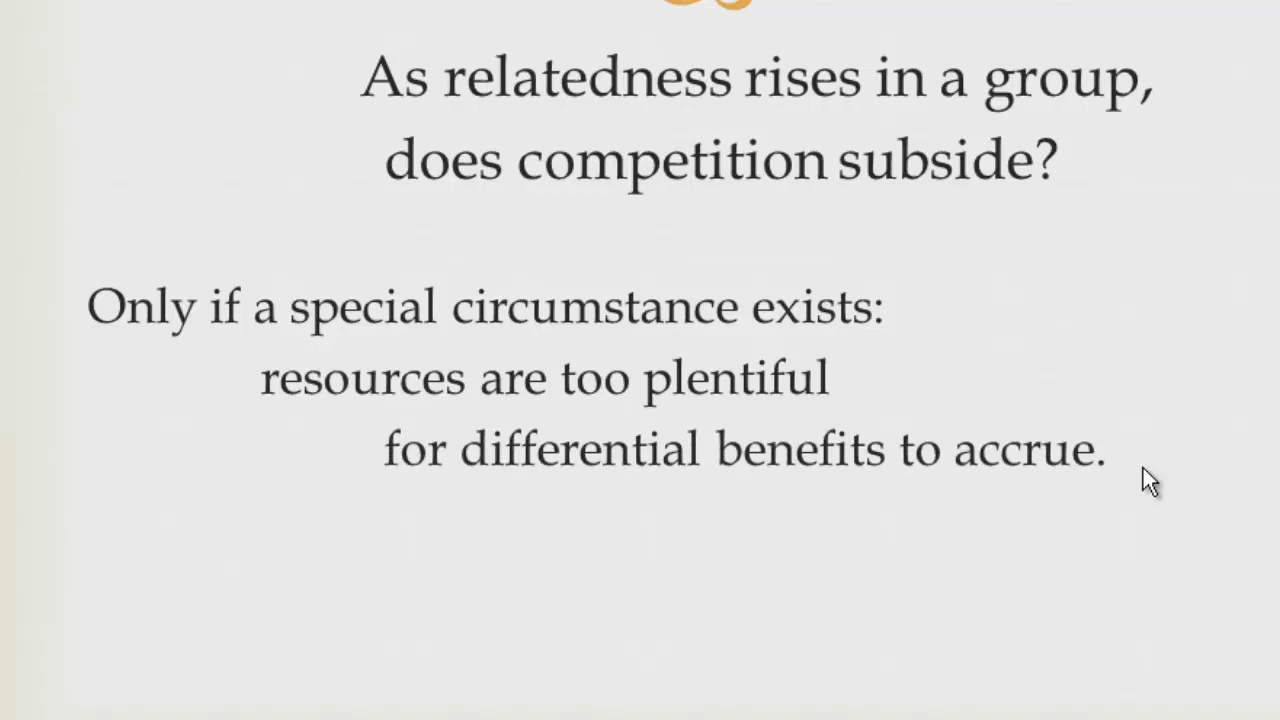 As relatedness rises in a group,
does competition subside?
Only if a special circumstance exists:
resources are too plentiful
for differential benefits to accrue.